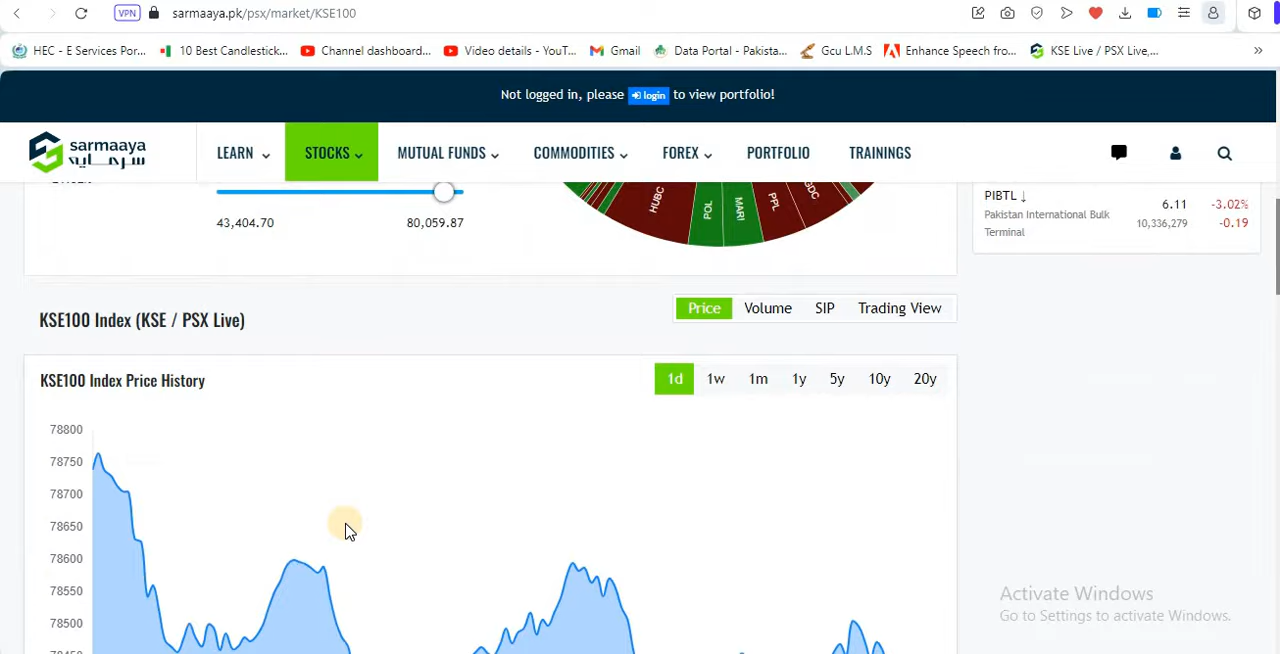 sarmaaya.pk/psx/market/KSE100
VPN
HEC - E Services Por...
10 Best Candlestick...
Channel dashboard...
Video details - YouT...
Gmail
Data Portal - Pakista...
Gcu L.M.S
Enhance Speech fro...
KSE Live / PSX Live,...
»
Not logged in, please login to view portfolio!
sarmaaya
سرمایہ
LEARN
STOCKS
MUTUAL FUNDS
COMMODITIES
FOREX
PORTFOLIO
TRAININGS
43,404.70
80,059.87
HUBC
POL
MARI
PPL
PIBTL ↓
Pakistan International Bulk
Terminal
6.11
10,336,279
-3.02%
-0.19
KSE100 Index (KSE / PSX Live)
Price
Volume
SIP
Trading View
KSE100 Index Price History
1d
1w
1m
1y
5y
10y
20y
78800
78750
78700
78650
78600
78550
78500
Activate Windows
Go to Settings to activate Windows.